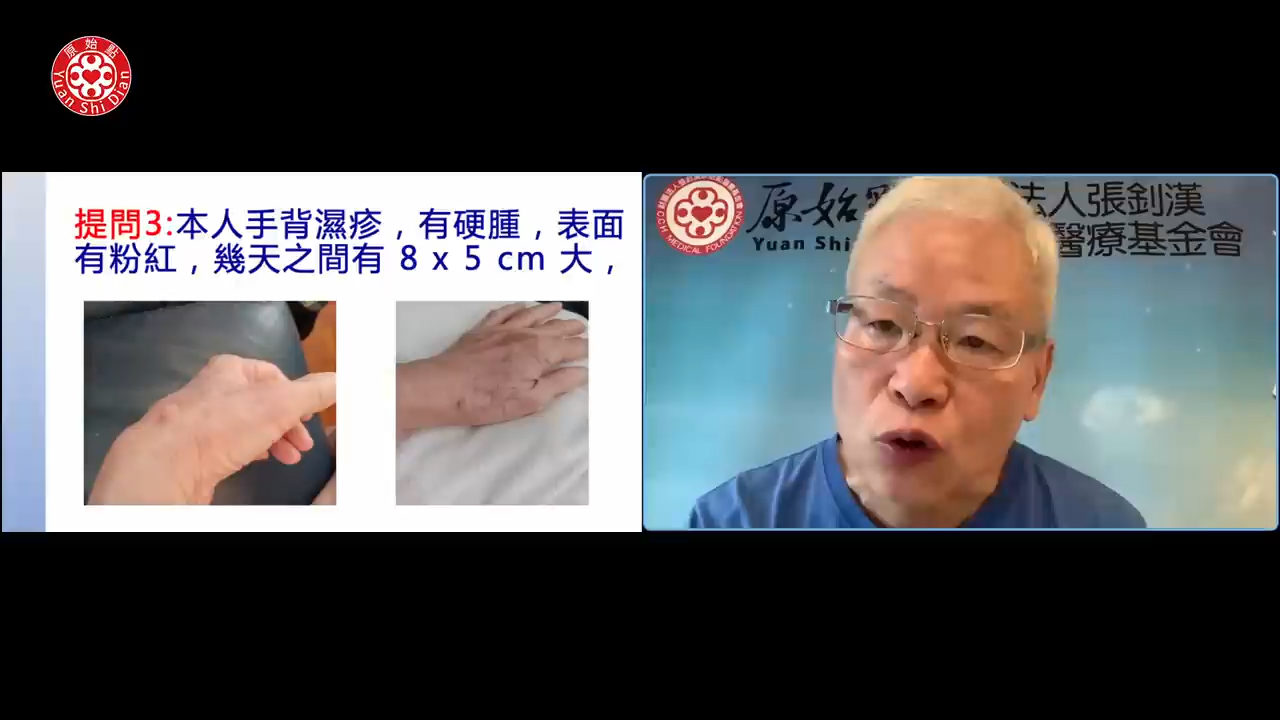 原始點
Yuan Shi Dian
提問3:本人手背濕疹，有硬腫，表面
有粉紅，幾天之間有 8 x 5 cm 大，
原始
法人張釗漢
Yuan Shi
醫療基金會
C.C.H. MEDICAL FOUNDATION